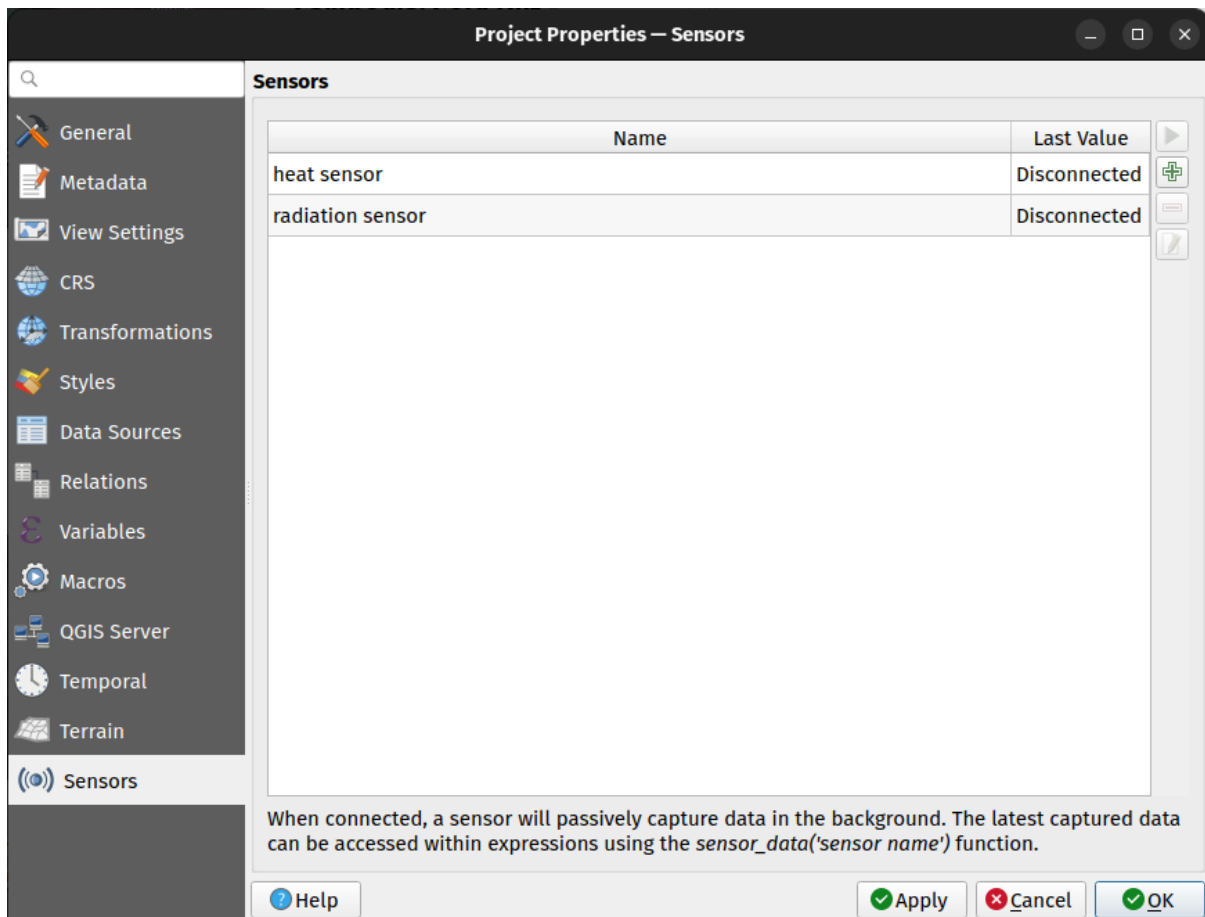 Project Properties — Sensors
Sensors
General
Metadata
View Settings
CRS
Transformations
Styles
Data Sources
Relations
Variables
Macros
QGIS Server
Temporal
Terrain
Sensors
Name Last Value
heat sensor Disconnected
radiation sensor Disconnected
When connected, a sensor will passively capture data in the background. The latest captured data
can be accessed within expressions using the sensor_data('sensor name') function.
Help Apply Cancel OK